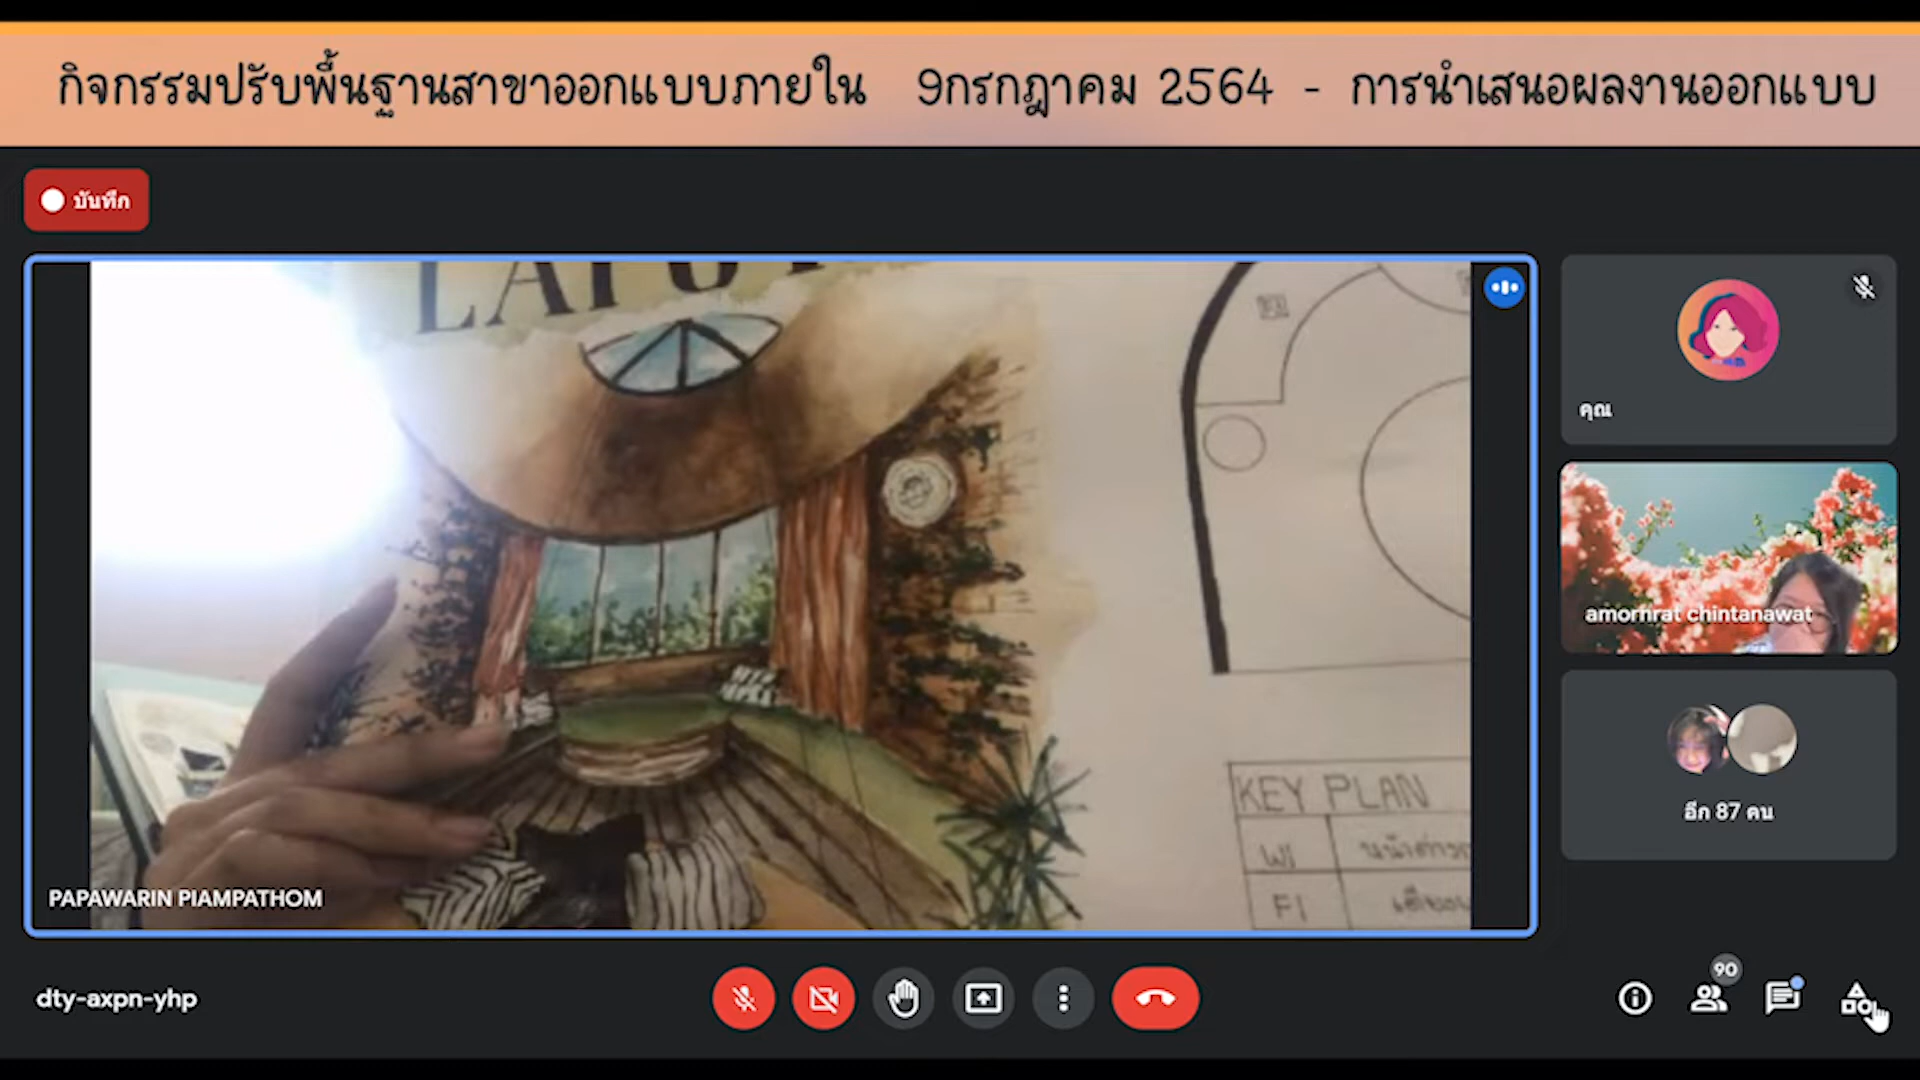 กิจกรรมปรับพื้นฐานสาขาออกแบบภายใน 9กรกฎาคม 2564 - การนำเสนอผลงานออกแบบ
บันทึก
คุณ
amornrat chintanawat
อีก 87 คน
KEY PLAN
W1
F1
PAPAWARIN PIAMPATHOM
dty-axpn-yhp
90